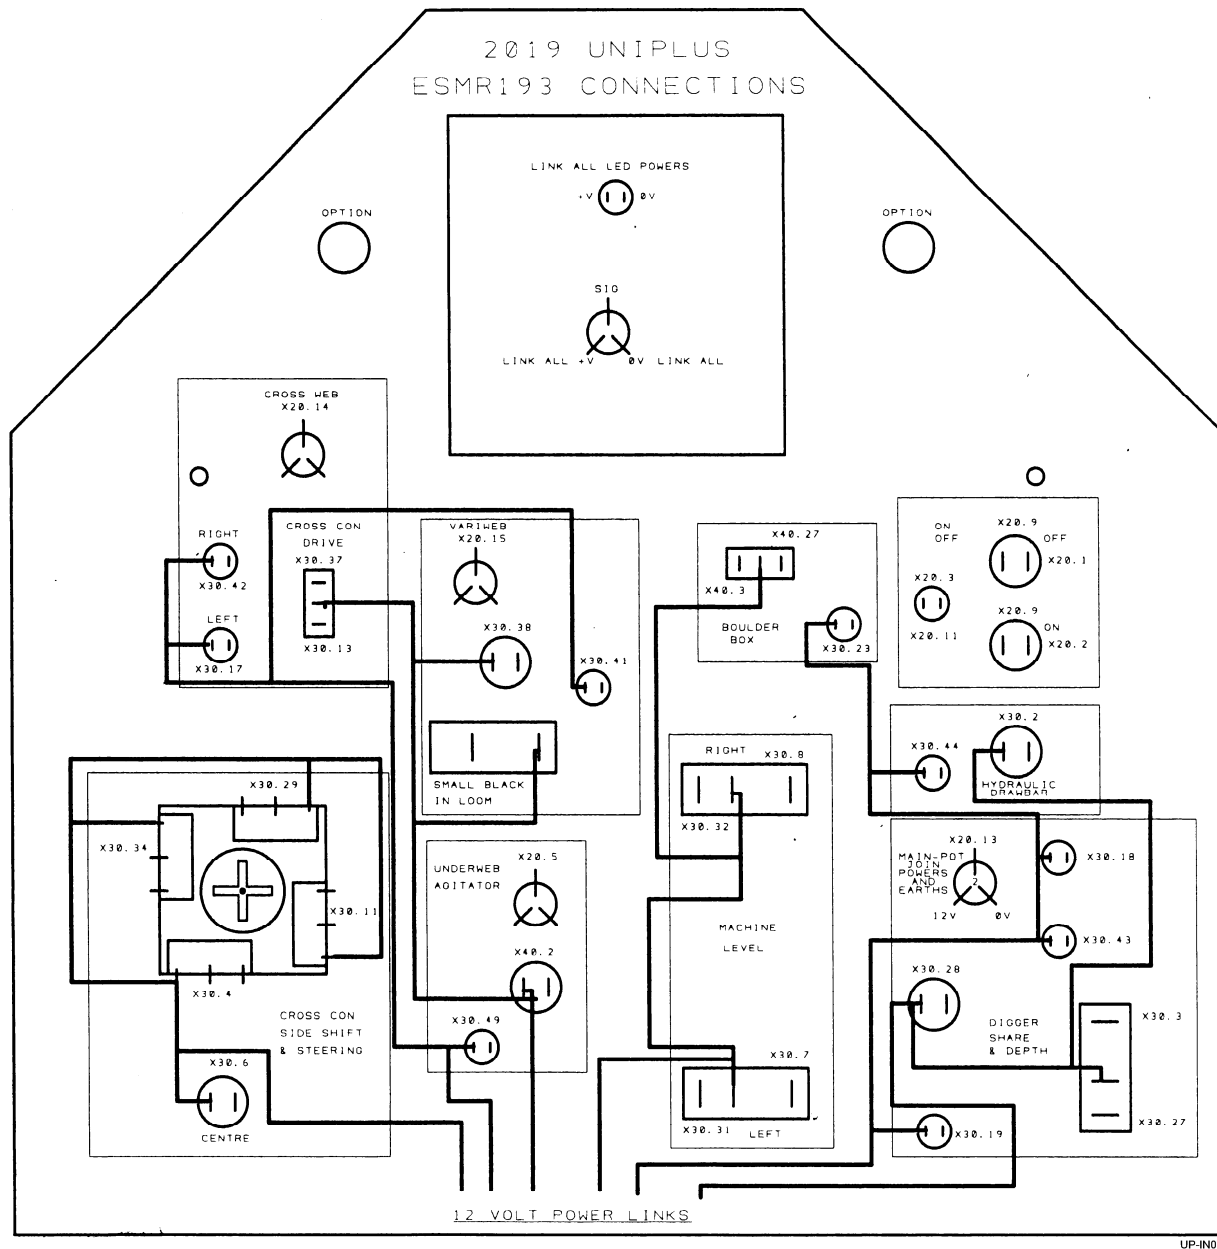 2019 UNIPLUS
ESMR193 CONNECTIONS
LINK ALL LED POWERS
+V 0V
OPTION
OPTION
SIG
LINK ALL +V 0V LINK ALL
CROSS WEB
X20.14
RIGHT
X30.42
LEFT
X30.17
CROSS CON
DRIVE
X30.37
X30.13
VARIWEB
X20.15
X30.38
X30.41
SMALL BLACK
IN LOOM
X40.27
X40.3
BOULDER
BOX
X30.23
ON
OFF
X20.9
OFF
X20.1
X20.3
X20.11
X20.9
ON
X20.2
X30.2
X30.44
HYDRAULIC
DRAWBAR
RIGHT
X30.8
X30.32
MACHINE
LEVEL
X30.7
X30.31
LEFT
X30.29
X30.34
X30.11
X30.4
CROSS CON
SIDE SHIFT
& STEERING
X30.6
CENTRE
X20.5
UNDERWEB
AGITATOR
X40.2
X30.49
X20.13
MAIN-POT
JOIN
POWERS
AND
EARTHS
2
12V 0V
X30.18
X30.43
X30.28
DIGGER
SHARE
& DEPTH
X30.3
X30.27
X30.19
12 VOLT POWER LINKS
UP-IN0